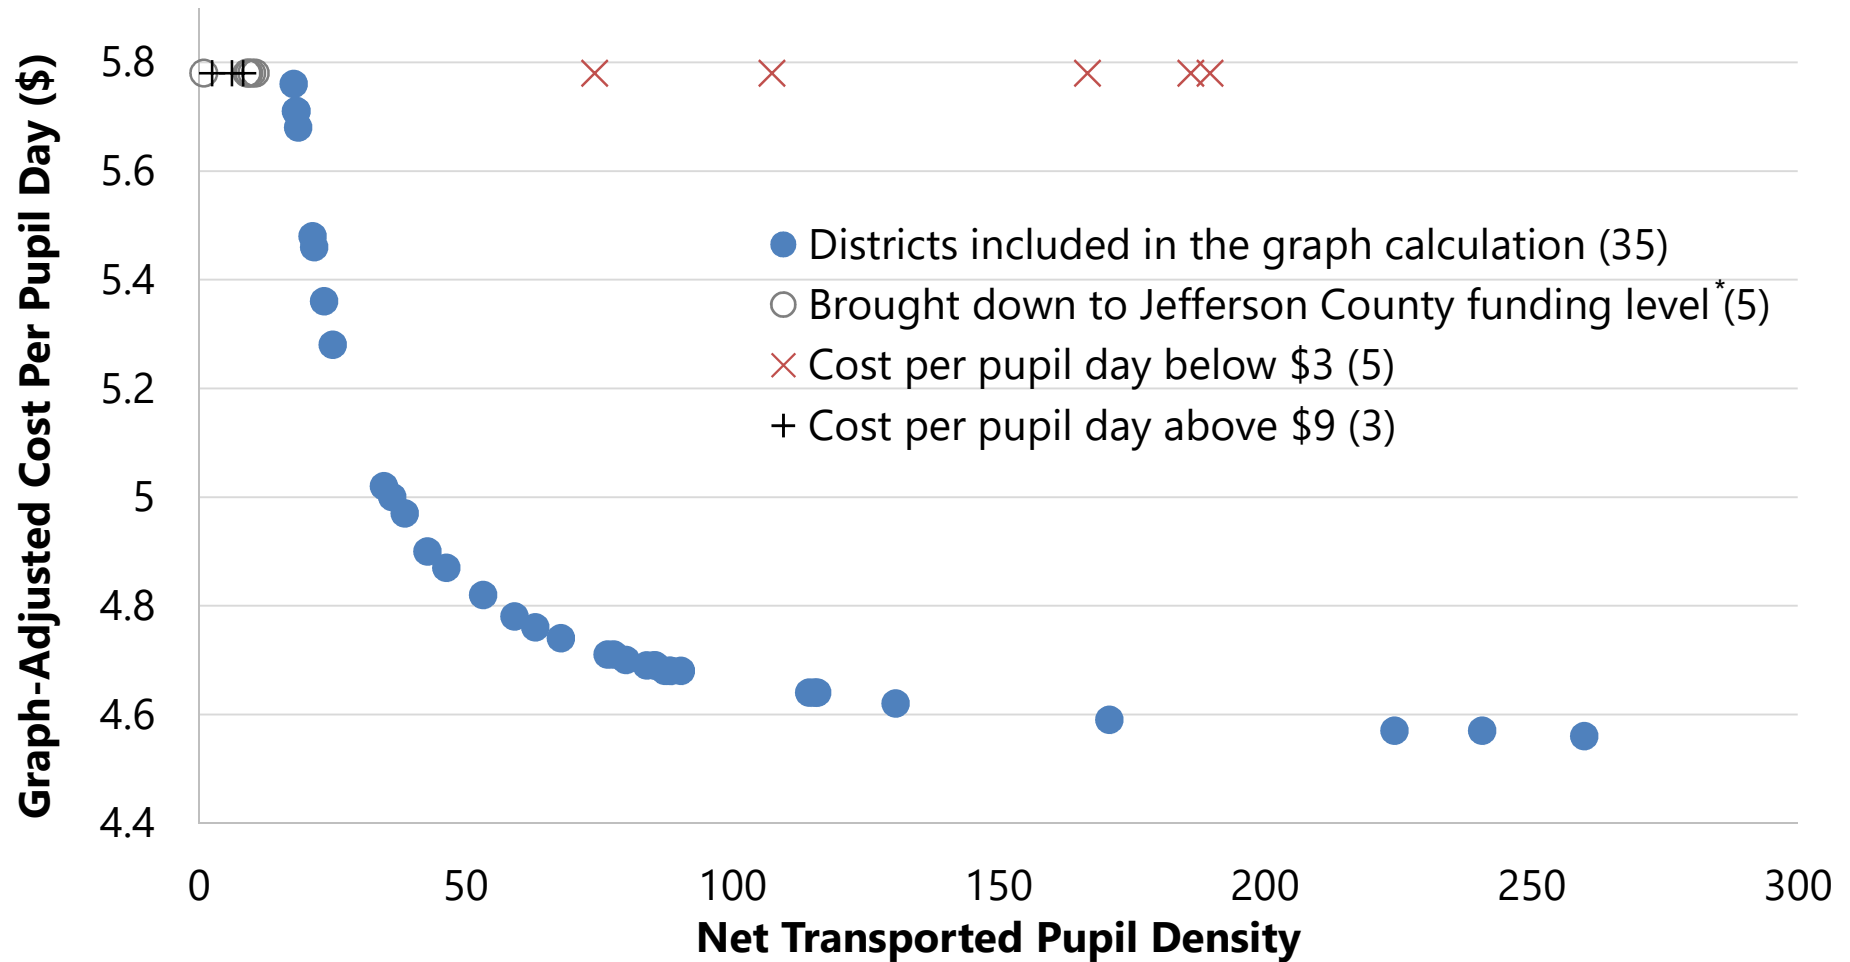 Graph-Adjusted Cost Per Pupil Day ($)
5.8
5.6
5.4
5.2
5
4.8
4.6
4.4
Districts included in the graph calculation (35)
Brought down to Jefferson County funding level*(5)
Cost per pupil day below $3 (5)
Cost per pupil day above $9 (3)
0 50 100 150 200 250 300
Net Transported Pupil Density